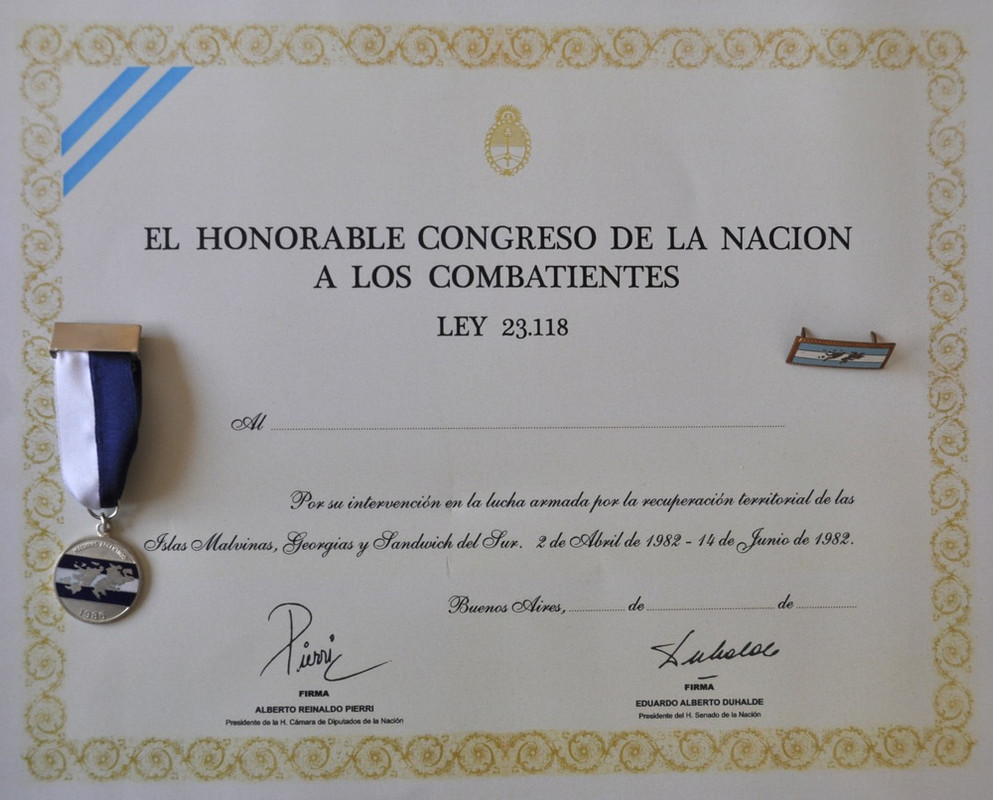 EL HONORABLE CONGRESO DE LA NACION
A LOS COMBATIENTES
LEY 23.118
Al
Por su intervención en la lucha armada por la recuperación territorial de las
Islas Malvinas, Georgias y Sandwich del Sur. 2 de Abril de 1982 - 14 de Junio de 1982.
Buenos Aires, de de
Pierri
Duhalde
FIRMA
ALBERTO REINALDO PIERRI
Presidente de la H. Cámara de Diputados de la Nación
FIRMA
EDUARDO ALBERTO DUHALDE
Presidente del H. Senado de la Nación